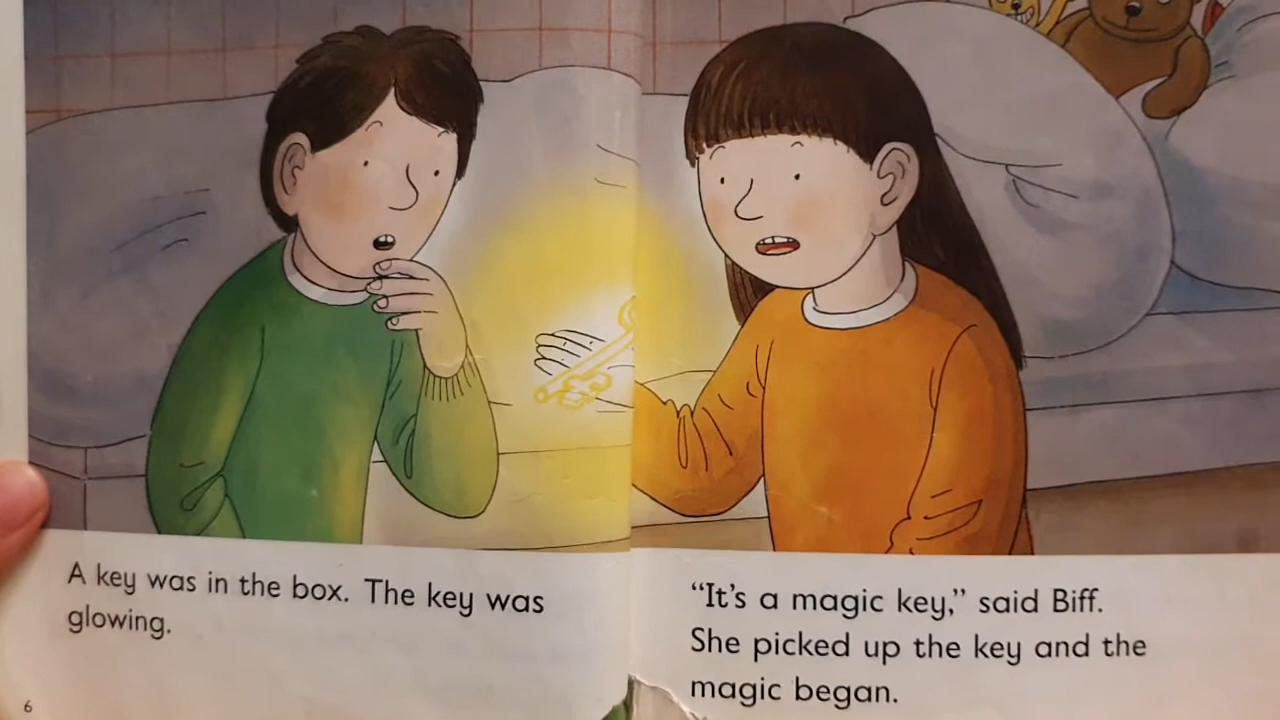 A key was in the box. The key was
glowing.
6
“It’s a magic key,” said Biff.
She picked up the key and the
magic began.